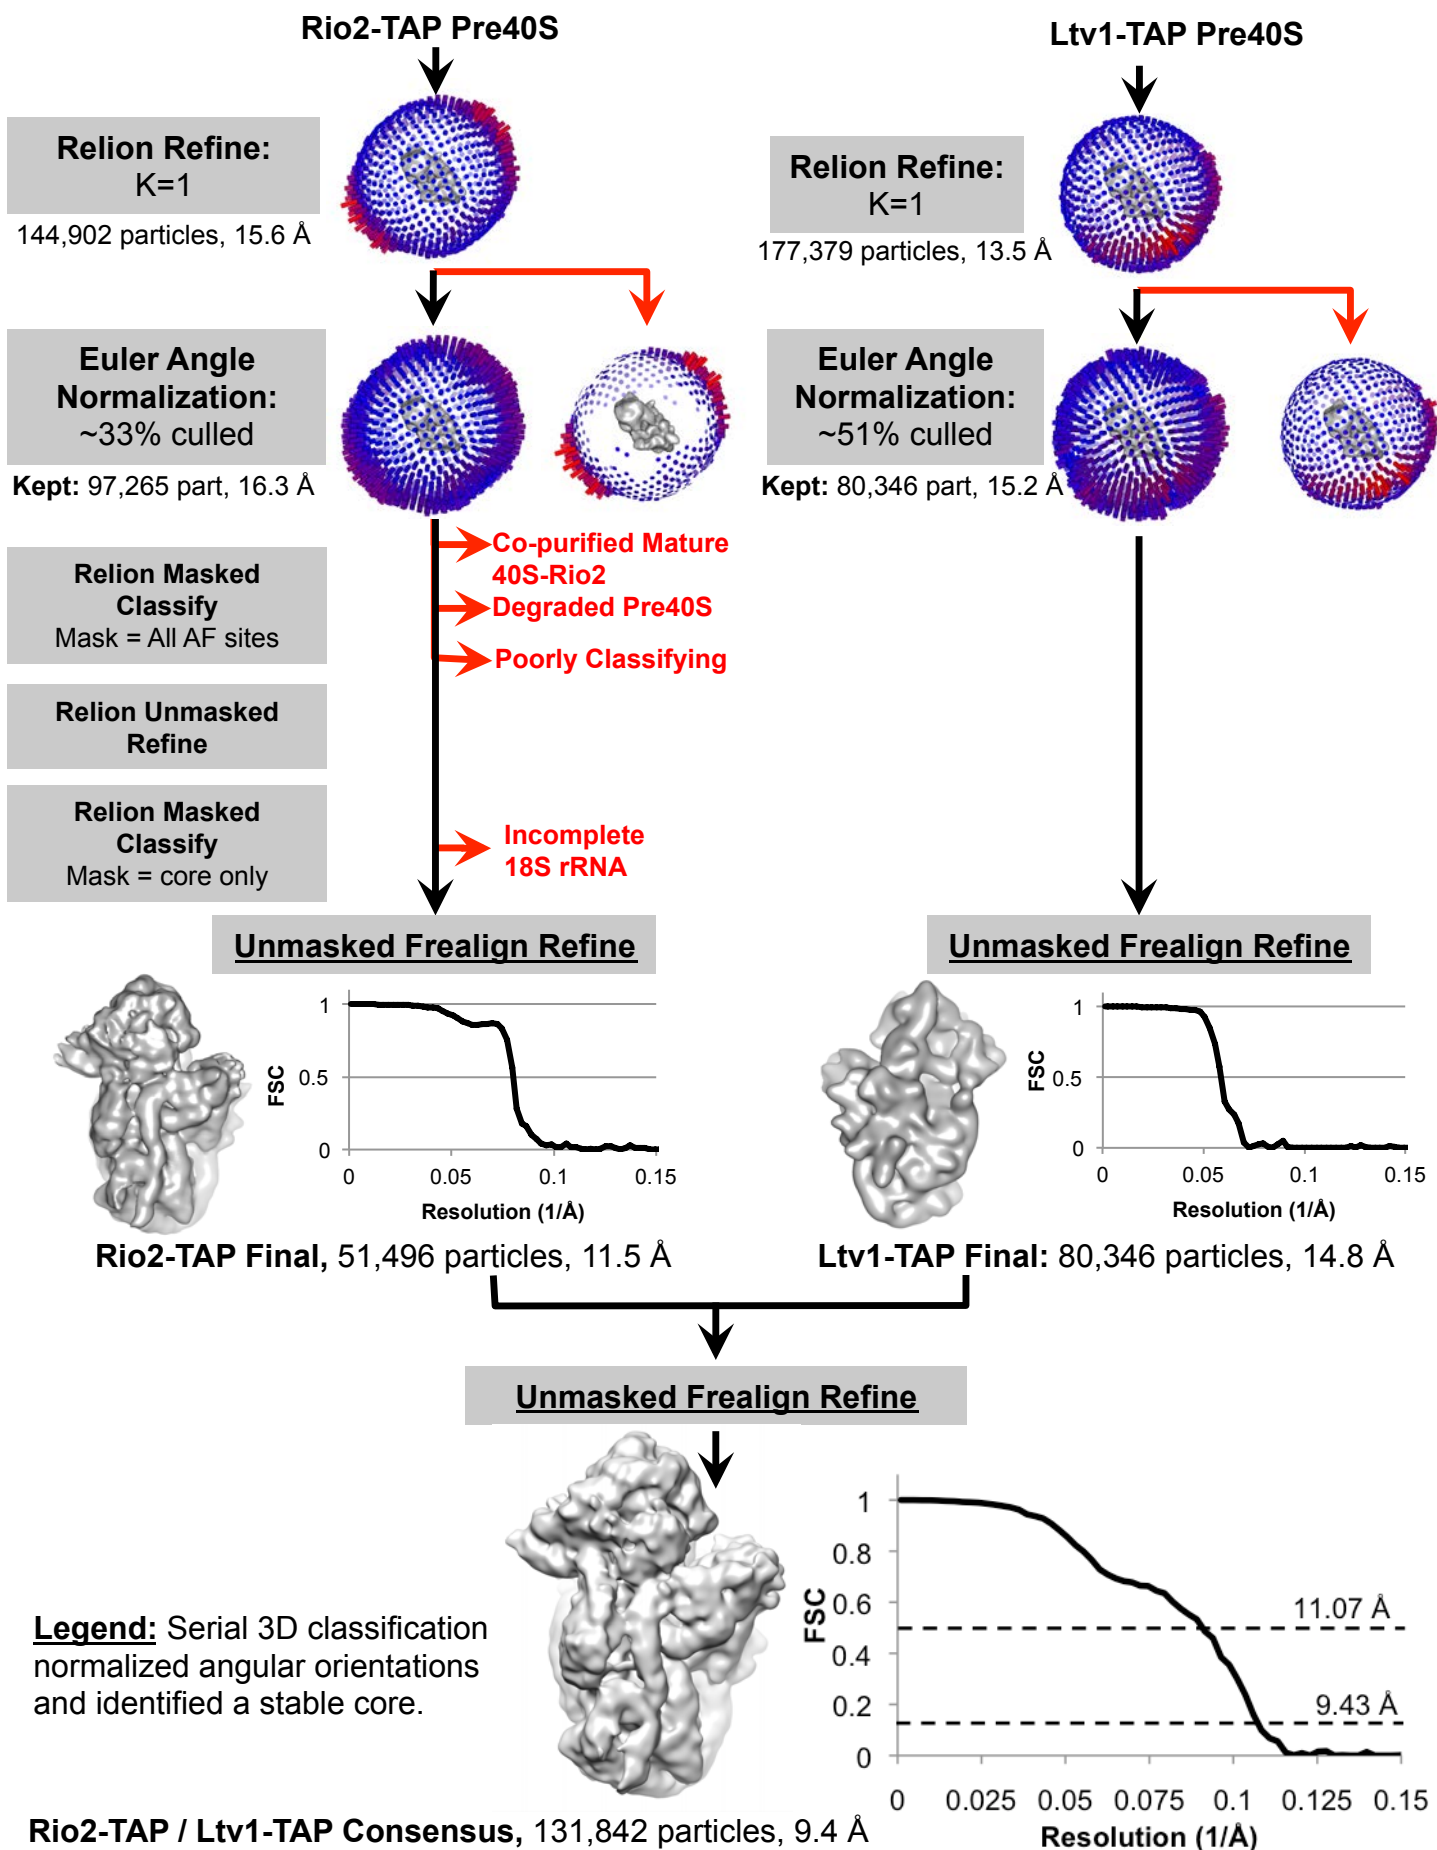 Rio2-TAP Pre40S
Ltv1-TAP Pre40S
Relion Refine:
K=1
144,902 particles, 15.6 Å
Relion Refine:
K=1
177,379 particles, 13.5 Å
Euler Angle
Normalization:
~33% culled
Kept: 97,265 part, 16.3 Å
Euler Angle
Normalization:
~51% culled
Kept: 80,346 part, 15.2 Å
Relion Masked
Classify
Mask = All AF sites
Co-purified Mature
40S-Rio2
Degraded Pre40S
Poorly Classifying
Relion Unmasked
Refine
Relion Masked
Classify
Mask = core only
Incomplete
18S rRNA
Unmasked Frealign Refine
Unmasked Frealign Refine
1
0.5
0
FSC
0 0.05 0.1 0.15
Resolution (1/Å)
1
0.5
0
FSC
0 0.05 0.1 0.15
Resolution (1/Å)
Rio2-TAP Final, 51,496 particles, 11.5 Å
Ltv1-TAP Final: 80,346 particles, 14.8 Å
Unmasked Frealign Refine
1
0.8
0.6
0.4
0.2
0
FSC
11.07 Å
9.43 Å
0 0.025 0.05 0.075 0.1 0.125 0.15
Resolution (1/Å)
Legend: Serial 3D classification
normalized angular orientations
and identified a stable core.
Rio2-TAP / Ltv1-TAP Consensus, 131,842 particles, 9.4 Å